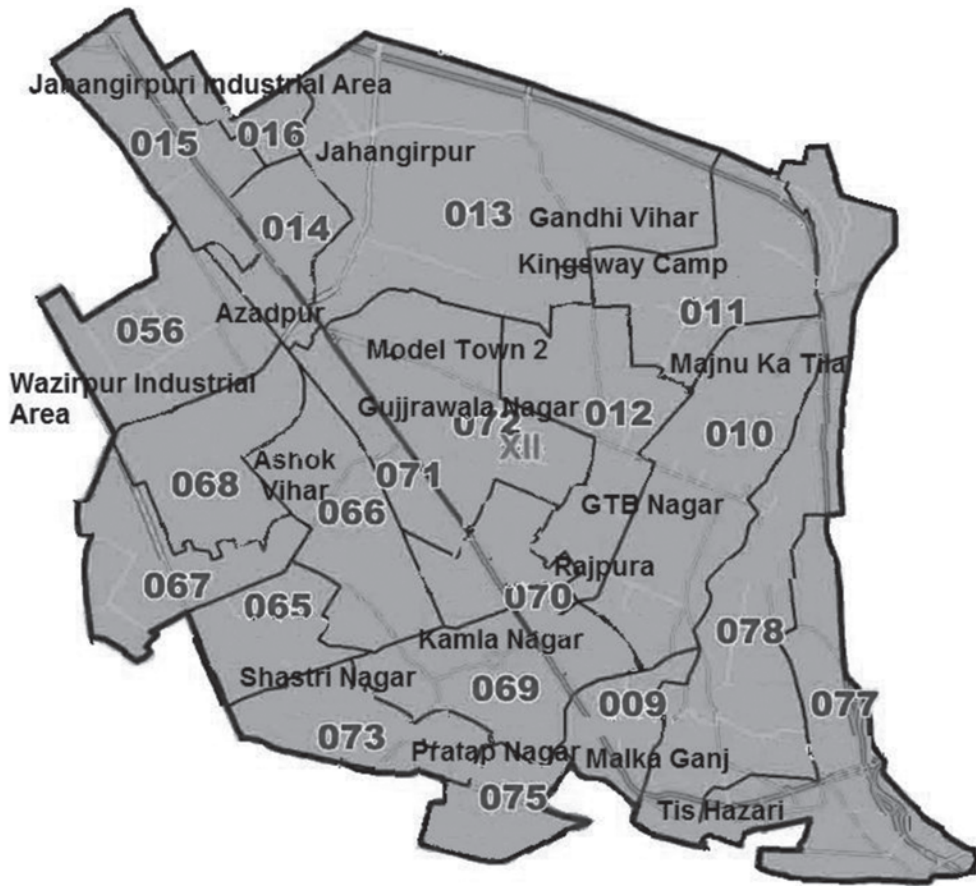 Jahangirpuri Industrial Area
015
016
Jahangirpur
014
013
Gandhi Vihar
Kingsway Camp
056
Azadpur
011
Model Town 2
Majnu Ka Tila
Wazirpur Industrial
Area
Gujjrawala Nagar
072
XII
012
010
Ashok
Vihar
068
071
066
GTB Nagar
067
065
Rajpura
070
078
Kamla Nagar
Shastri Nagar
069
009
077
073
Pratap Nagar
Malka Ganj
075
Tis Hazari